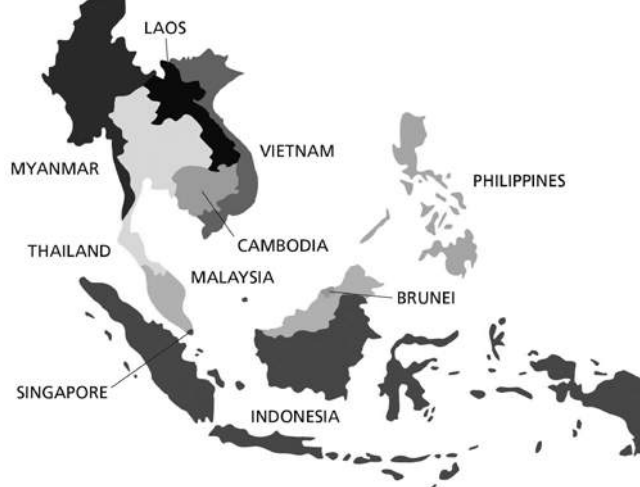 LAOS
VIETNAM
MYANMAR
PHILIPPINES
CAMBODIA
THAILAND
MALAYSIA
BRUNEI
SINGAPORE
INDONESIA